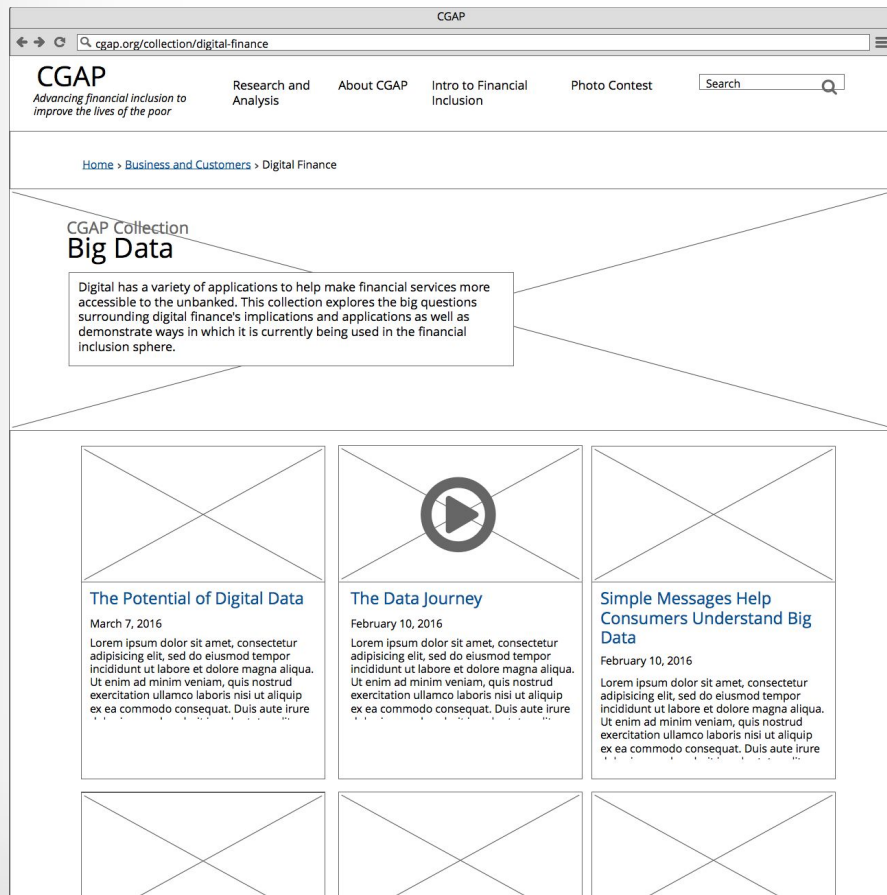 CGAP
cgap.org/collection/digital-finance
CGAP
Advancing financial inclusion to
improve the lives of the poor
Research and
Analysis
About CGAP
Intro to Financial
Inclusion
Photo Contest
Search
Home > Business and Customers > Digital Finance
CGAP Collection
Big Data
Digital has a variety of applications to help make financial services more
accessible to the unbanked. This collection explores the big questions
surrounding digital finance's implications and applications as well as
demonstrate ways in which it is currently being used in the financial
inclusion sphere.
The Potential of Digital Data
March 7, 2016
Lorem ipsum dolor sit amet, consectetur
adipisicing elit, sed do eiusmod tempor
incididunt ut labore et dolore magna aliqua.
Ut enim ad minim veniam, quis nostrud
exercitation ullamco laboris nisi ut aliquip
ex ea commodo consequat. Duis aute irure
The Data Journey
February 10, 2016
Lorem ipsum dolor sit amet, consectetur
adipisicing elit, sed do eiusmod tempor
incididunt ut labore et dolore magna aliqua.
Ut enim ad minim veniam, quis nostrud
exercitation ullamco laboris nisi ut aliquip
ex ea commodo consequat. Duis aute irure
Simple Messages Help
Consumers Understand Big
Data
February 10, 2016
Lorem ipsum dolor sit amet, consectetur
adipisicing elit, sed do eiusmod tempor
incididunt ut labore et dolore magna aliqua.
Ut enim ad minim veniam, quis nostrud
exercitation ullamco laboris nisi ut aliquip
ex ea commodo consequat. Duis aute irure